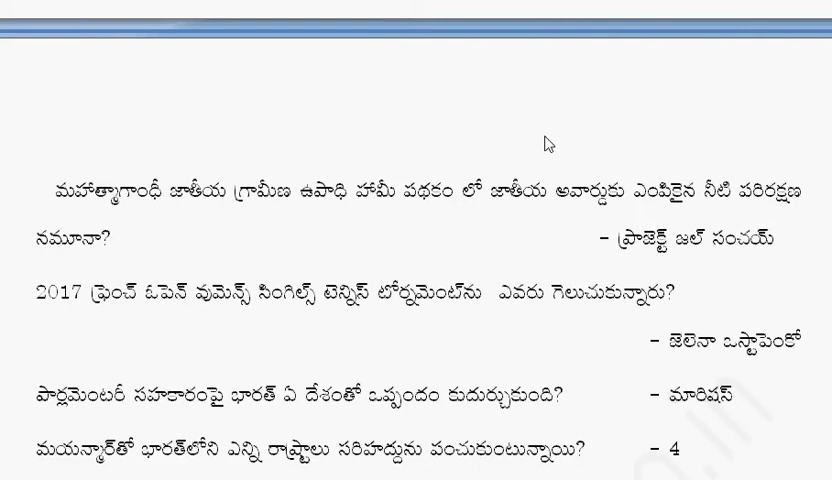 మహాత్మాగాంధీ జాతీయ గ్రామీణ ఉపాధి హామీ పథకం లో జాతీయ అవార్డుకు ఎంపికైన నీటి పరిరక్షణ
నమూనా? - ప్రాజెక్ట్ జల్ సంచయ్
2017 ఫ్రెంచ్ ఓపెన్ వుమెన్స్ సింగిల్స్ టెన్నిస్ టోర్నమెంట్‌ను ఎవరు గెలుచుకున్నారు?
- జెలెనా ఒస్టాపెంకో
పార్లమెంటరీ సహకారంపై భారత్ ఏ దేశంతో ఒప్పందం కుదుర్చుకుంది? - మారిషస్
మయన్మార్‌తో భారత్‌లోని ఎన్ని రాష్ట్రాలు సరిహద్దును పంచుకుంటున్నాయి? - 4